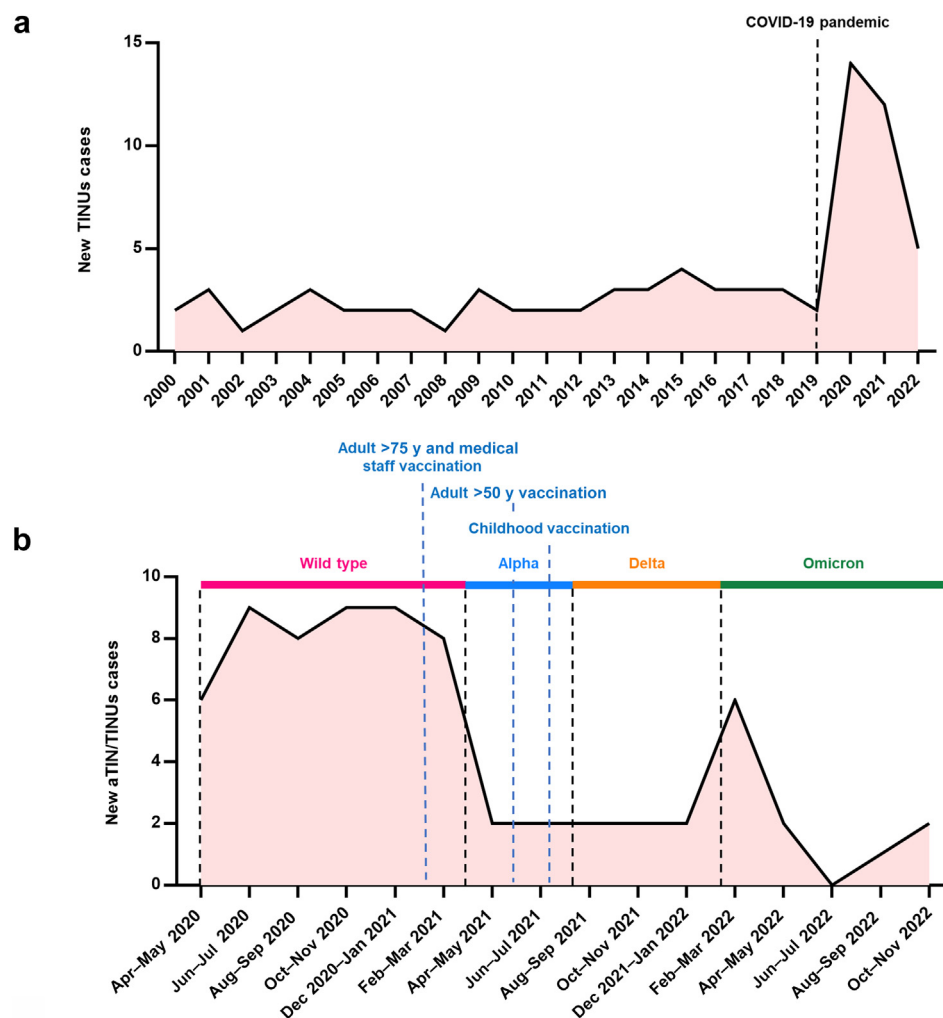 a
COVID-19 pandemic
New TINUs cases
15
10
5
0
2000
2001
2002
2003
2004
2005
2006
2007
2008
2009
2010
2011
2012
2013
2014
2015
2016
2017
2018
2019
2020
2021
2022
Adult >75 y and medical
staff vaccination
Adult >50 y vaccination
Childhood vaccination
b
Wild type
Alpha
Delta
Omicron
New aTIN/TINUs cases
10
8
6
4
2
0
Apr–May 2020
Jun–Jul 2020
Aug–Sep 2020
Oct–Nov 2020
Dec 2020–Jan 2021
Feb–Mar 2021
Apr–May 2021
Jun–Jul 2021
Aug–Sep 2021
Oct–Nov 2021
Dec 2021–Jan 2022
Feb–Mar 2022
Apr–May 2022
Jun–Jul 2022
Aug–Sep 2022
Oct–Nov 2022